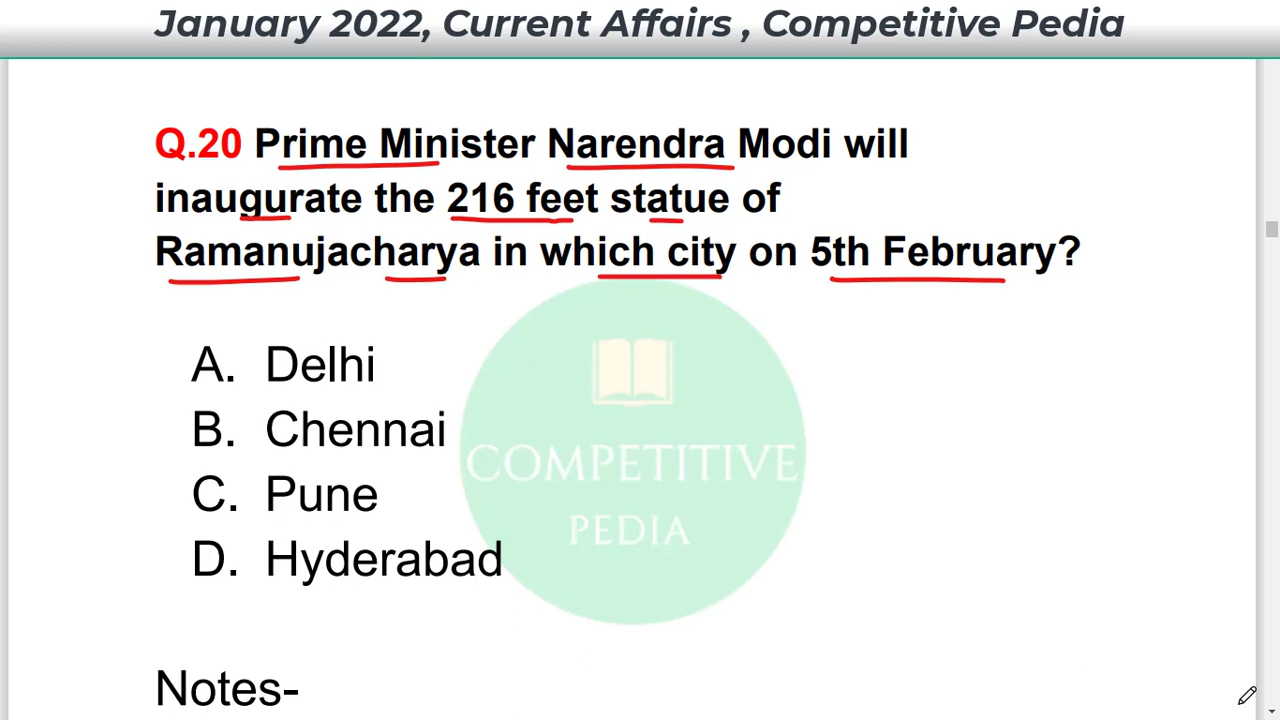 January 2022, Current Affairs , Competitive Pedia
Q.20 Prime Minister Narendra Modi will
inaugurate the 216 feet statue of
Ramanujacharya in which city on 5th February?
A. Delhi
B. Chennai
C. Pune
D. Hyderabad
COMPETITIVE
PEDIA
Notes-